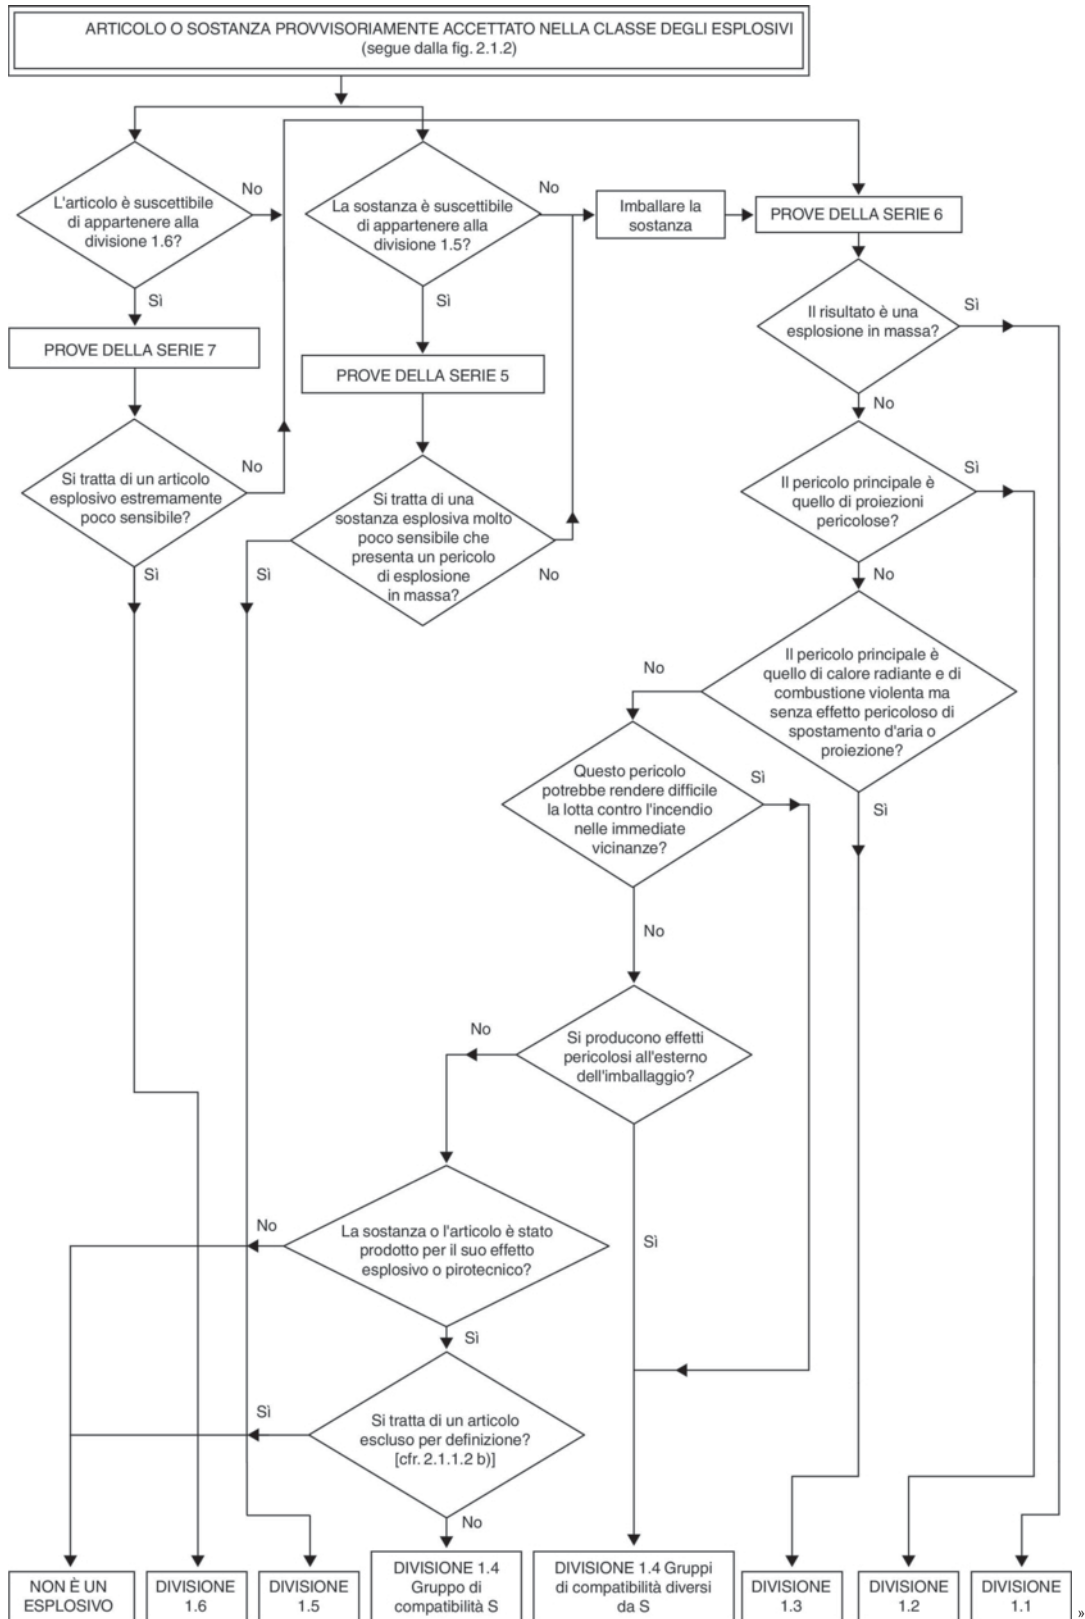 ARTICOLO O SOSTANZA PROVVISORIAMENTE ACCETTATO NELLA CLASSE DEGLI ESPLOSIVI
(segue dalla fig. 2.1.2)
L'articolo è suscettibile
di appartenere alla
divisione 1.6?
No
Sì
La sostanza è suscettibile
di appartenere alla
divisione 1.5?
No
Sì
Imballare la
sostanza
PROVE DELLA SERIE 6
Il risultato è una
esplosione in massa?
Sì
No
PROVE DELLA SERIE 7
PROVE DELLA SERIE 5
Si tratta di un articolo
esplosivo estremamente
poco sensibile?
No
Sì
Si tratta di una
sostanza esplosiva molto
poco sensibile che
presenta un pericolo
di esplosione
in massa?
Sì
No
Il pericolo principale è
quello di proiezioni
pericolose?
Sì
No
Il pericolo principale è
quello di calore radiante e di
combustione violenta ma
senza effetto pericoloso di
spostamento d'aria o
proiezione?
No
Sì
Questo pericolo
potrebbe rendere difficile
la lotta contro l'incendio
nelle immediate
vicinanze?
Sì
No
Si producono effetti
pericolosi all'esterno
dell'imballaggio?
No
Sì
La sostanza o l'articolo è stato
prodotto per il suo effetto
esplosivo o pirotecnico?
No
Sì
Si tratta di un articolo
escluso per definizione?
[cfr. 2.1.1.2 b)]
Sì
No
NON È UN
ESPLOSIVO
DIVISIONE
1.6
DIVISIONE
1.5
DIVISIONE 1.4
Gruppo di
compatibilità S
DIVISIONE 1.4 Gruppi
di compatibilità diversi
da S
DIVISIONE
1.3
DIVISIONE
1.2
DIVISIONE
1.1
»